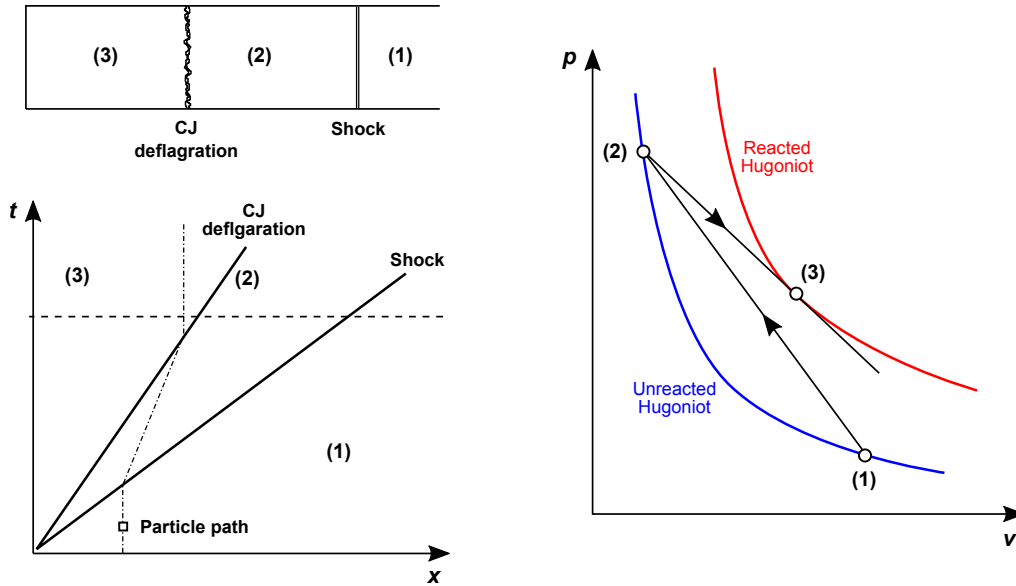 (3)
(2)
(1)
CJ
deflagration
Shock
t
CJ
deflgaration
(3)
(2)
Shock
(1)
Particle path
x
p
(2)
Reacted
Hugoniot
(3)
Unreacted
Hugoniot
(1)
v